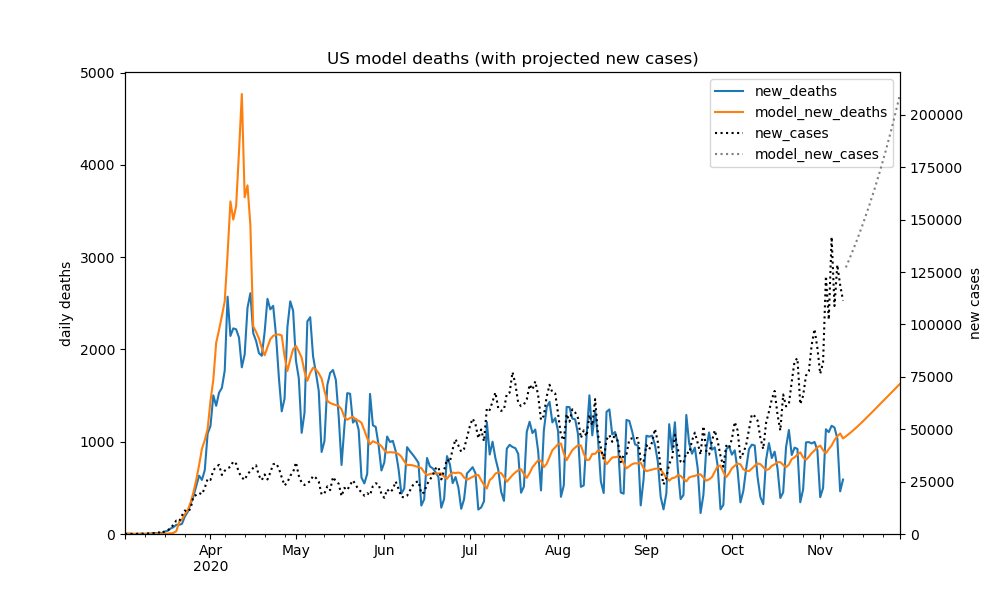 US model deaths (with projected new cases)
new_deaths
model_new_deaths
new_cases
model_new_cases
daily deaths
5000
4000
3000
2000
1000
0
new cases
200000
175000
150000
125000
100000
75000
50000
25000
0
Apr
2020
May
Jun
Jul
Aug
Sep
Oct
Nov